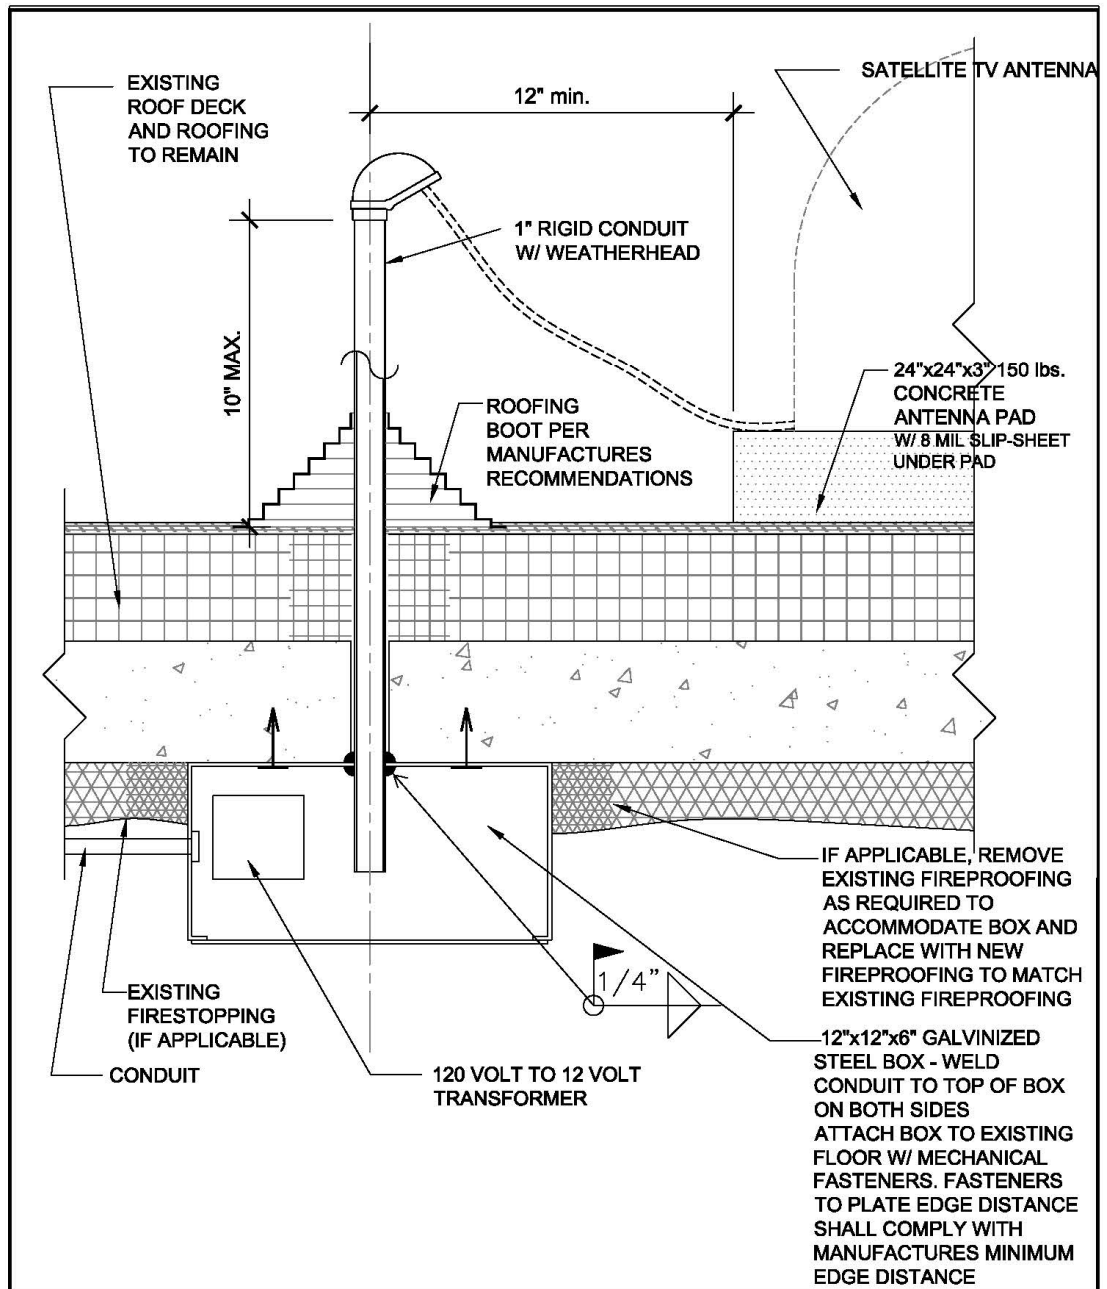 EXISTING
ROOF DECK
AND ROOFING
TO REMAIN
12" min.
SATELLITE TV ANTENNA
1" RIGID CONDUIT
W/ WEATHERHEAD
10" MAX.
24"x24"x3" 150 lbs.
CONCRETE
ANTENNA PAD
W/ 8 MIL SLIP-SHEET
UNDER PAD
ROOFING
BOOT PER
MANUFACTURES
RECOMMENDATIONS
IF APPLICABLE, REMOVE
EXISTING FIREPROOFING
AS REQUIRED TO
ACCOMMODATE BOX AND
REPLACE WITH NEW
FIREPROOFING TO MATCH
EXISTING FIREPROOFING
1/4"
EXISTING
FIRESTOPPING
(IF APPLICABLE)
CONDUIT
120 VOLT TO 12 VOLT
TRANSFORMER
12"x12"x6" GALVINIZED
STEEL BOX - WELD
CONDUIT TO TOP OF BOX
ON BOTH SIDES
ATTACH BOX TO EXISTING
FLOOR W/ MECHANICAL
FASTENERS. FASTENERS
TO PLATE EDGE DISTANCE
SHALL COMPLY WITH
MANUFACTURES MINIMUM
EDGE DISTANCE